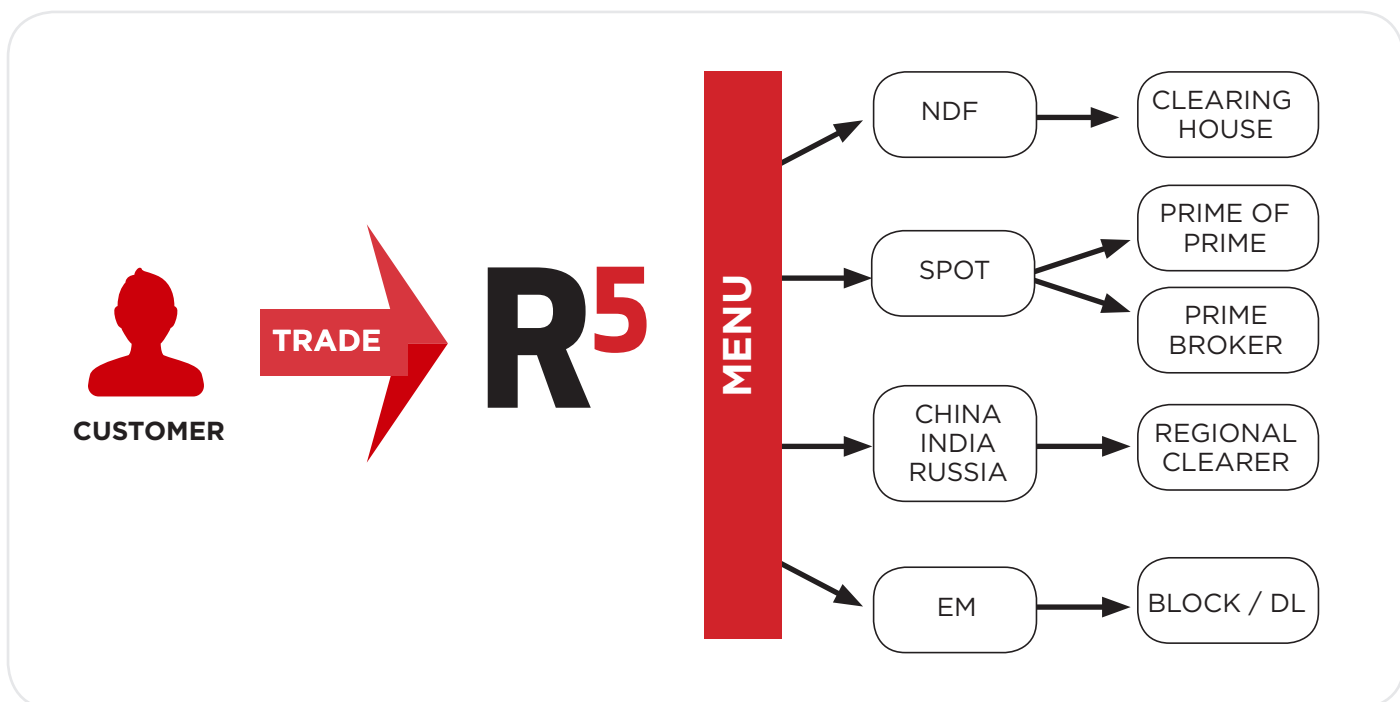 CUSTOMER
TRADE
R5
MENU
NDF
CLEARING
HOUSE
SPOT
PRIME OF
PRIME
PRIME
BROKER
CHINA
INDIA
RUSSIA
REGIONAL
CLEARER
EM
BLOCK / DL